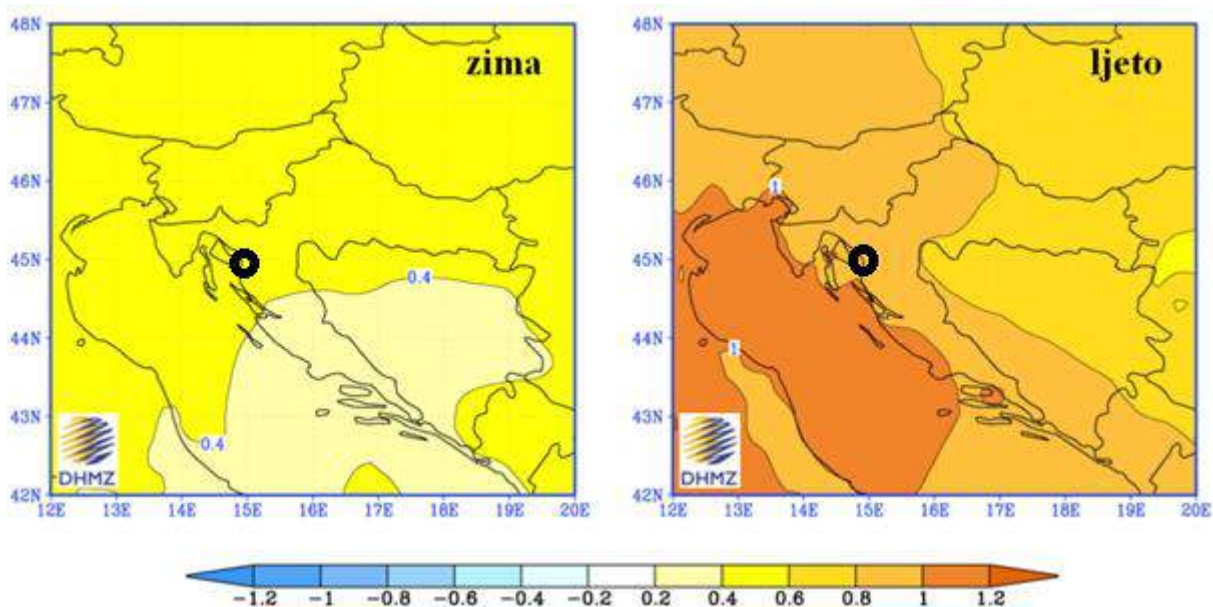 48N
47N
46N
45N
44N
43N
42N
zima
0.4
0.4
DHMZ
12E 13E 14E 15E 16E 17E 18E 19E 20E
48N
47N
46N
45N
44N
43N
42N
ljeto
1
1
DHMZ
12E 13E 14E 15E 16E 17E 18E 19E 20E
-1.2 -1 -0.8 -0.6 -0.4 -0.2 0.2 0.4 0.6 0.8 1 1.2